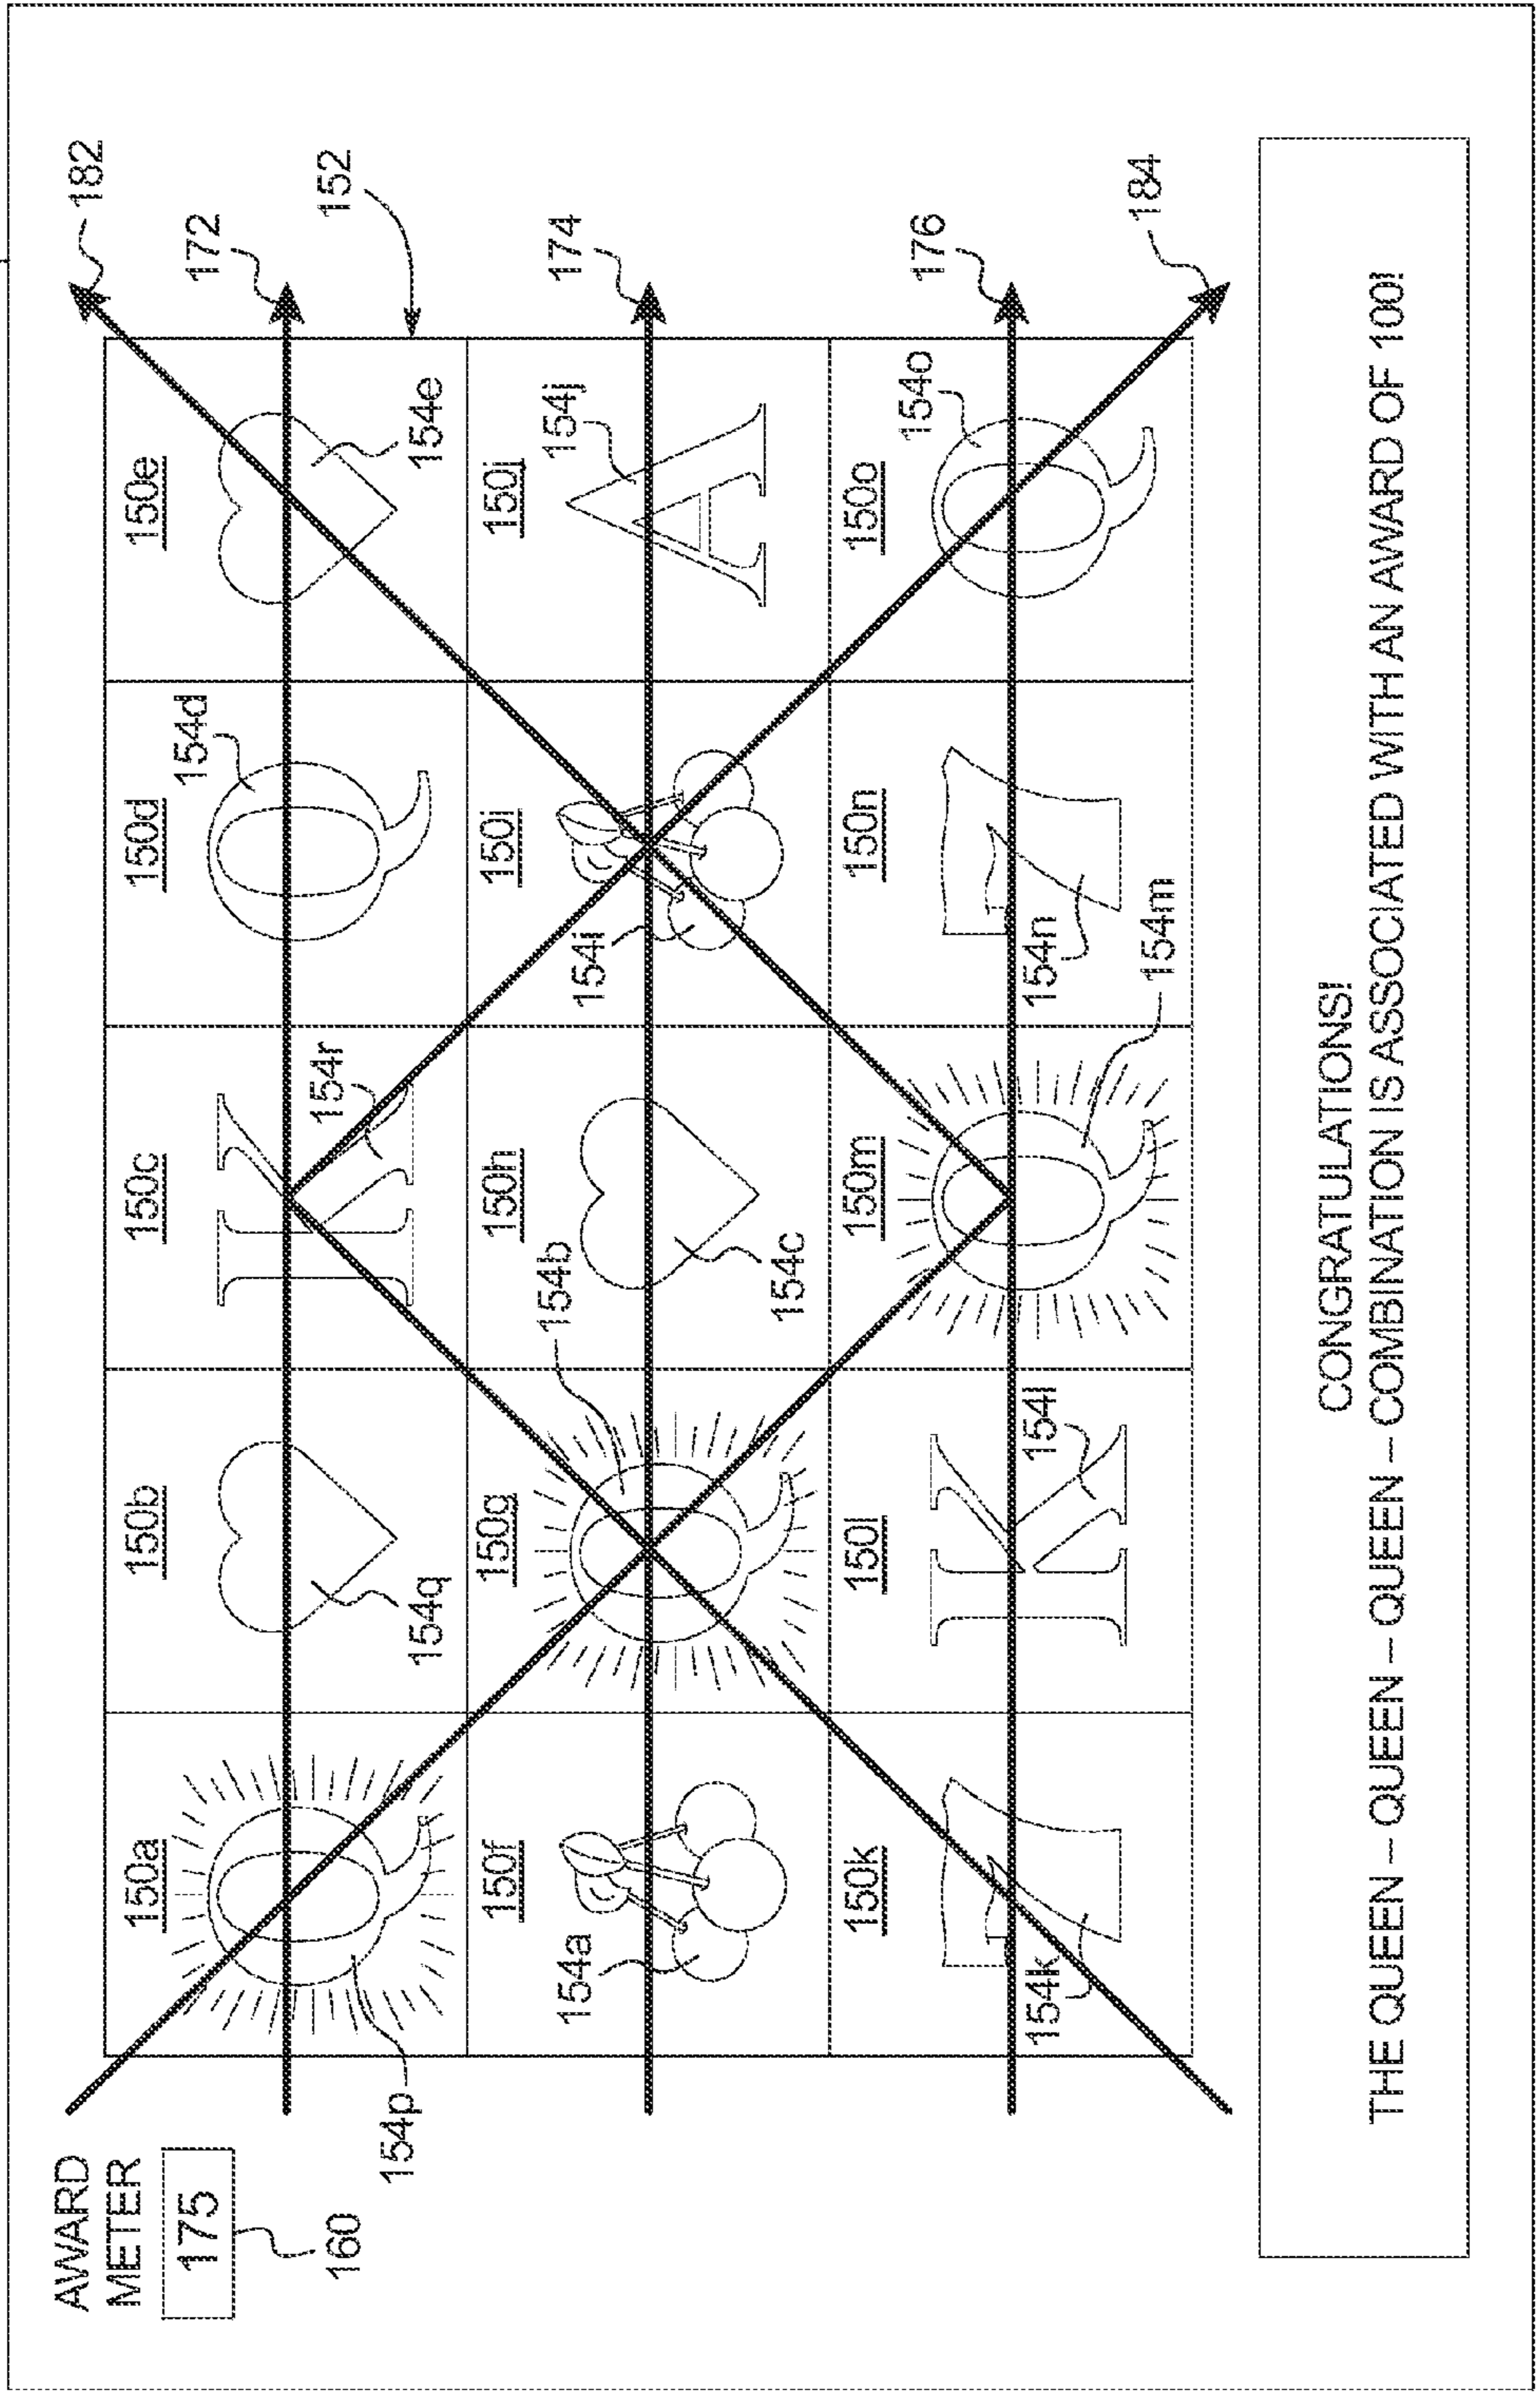 AWARD
METER
175
160
182
172
152
174
176
184
150a
150b
150c
150d
150e
154p
154q
K
154r
Q
154d
154e
150f
150g
150h
150i
150j
154a
154b
154c
154i
A
154j
150k
150l
150m
150n
150o
7
154k
K
154l
Q
154m
7
154n
Q
154o
Q
Q
CONGRATULATIONS!
THE QUEEN – QUEEN – QUEEN – COMBINATION IS ASSOCIATED WITH AN AWARD OF 100!